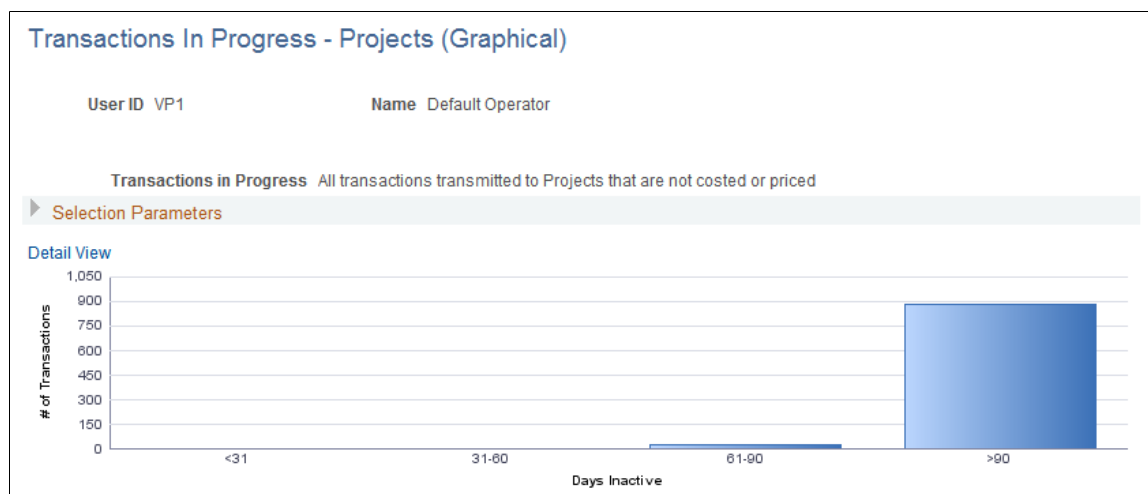 Transactions In Progress - Projects (Graphical)
User ID VP1 Name Default Operator
Transactions in Progress All transactions transmitted to Projects that are not costed or priced
Selection Parameters
Detail View
1,050
900
750
600
450
300
150
0
# of Transactions
<31 31-60 61-90 >90
Days Inactive